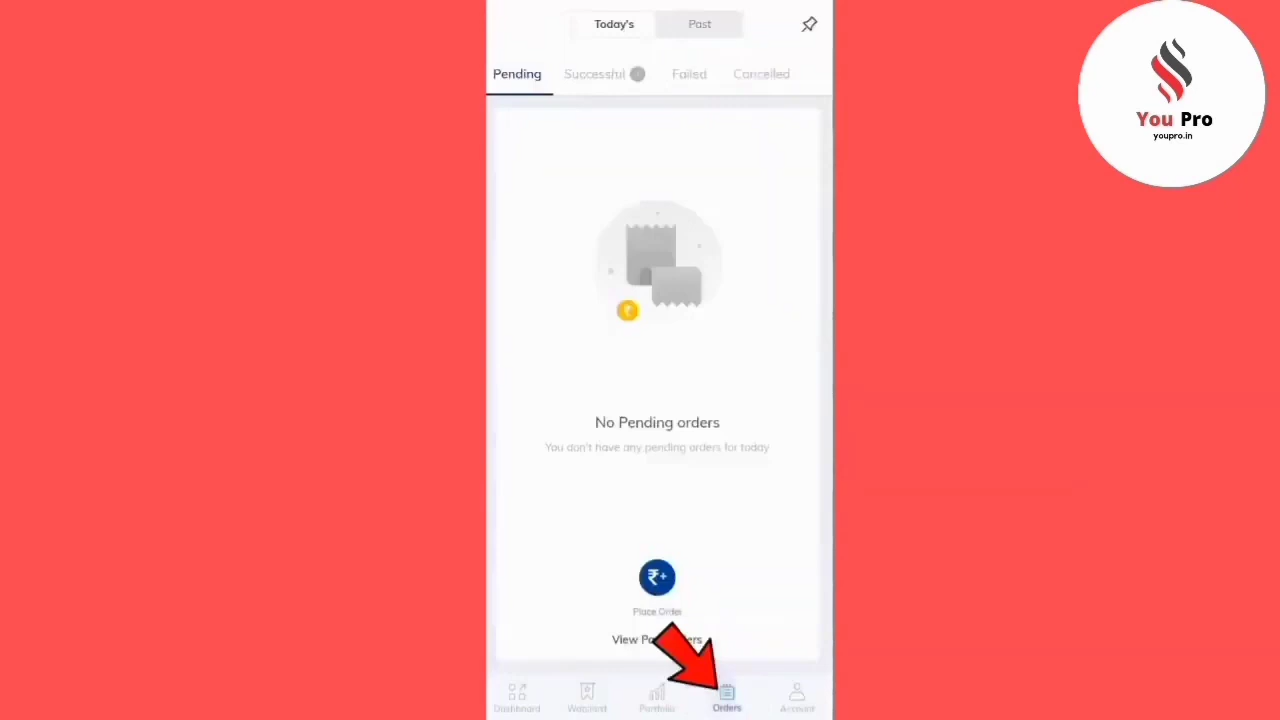 Today's Past
Pending Successful Failed Cancelled
You Pro
youpro.in
No Pending orders
You don't have any pending orders for today
₹+
Place Order
View
Dashboard Watchlist Portfolio Orders Account